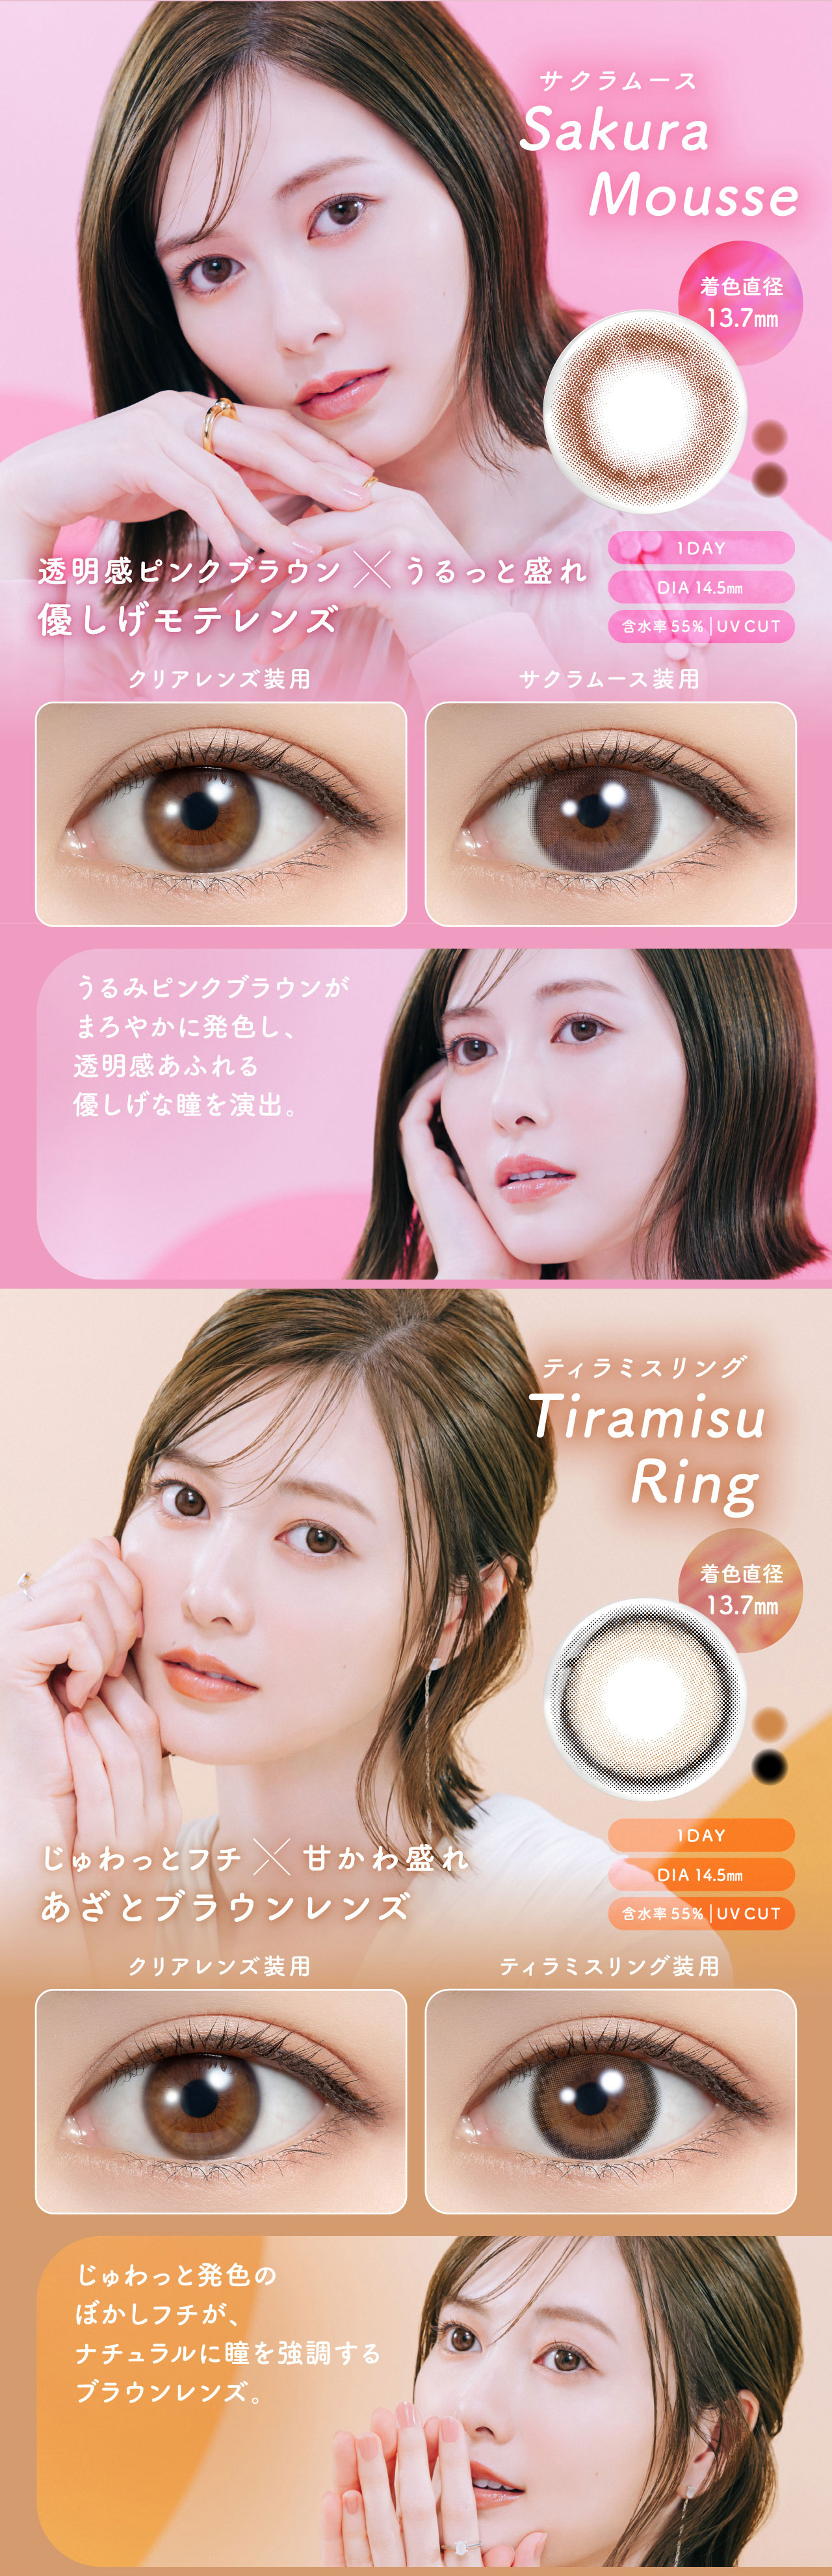 サクラムース
Sakura
Mousse
着色直径
13.7㎜
1DAY
DIA 14.5㎜
含水率55%|UV CUT
透明感ピンクブラウン×うるっと盛れ
優しげモテレンズ
クリアレンズ装用
サクラムース装用
うるみピンクブラウンが
まろやかに発色し、
透明感あふれる
優しげな瞳を演出。
ティラミスリング
Tiramisu
Ring
着色直径
13.7㎜
1DAY
DIA 14.5㎜
含水率55%|UV CUT
じゅわっとフチ×甘かわ盛れ
あざとブラウンレンズ
クリアレンズ装用
ティラミスリング装用
じゅわっと発色の
ぼかしフチが、
ナチュラルに瞳を強調する
ブラウンレンズ。